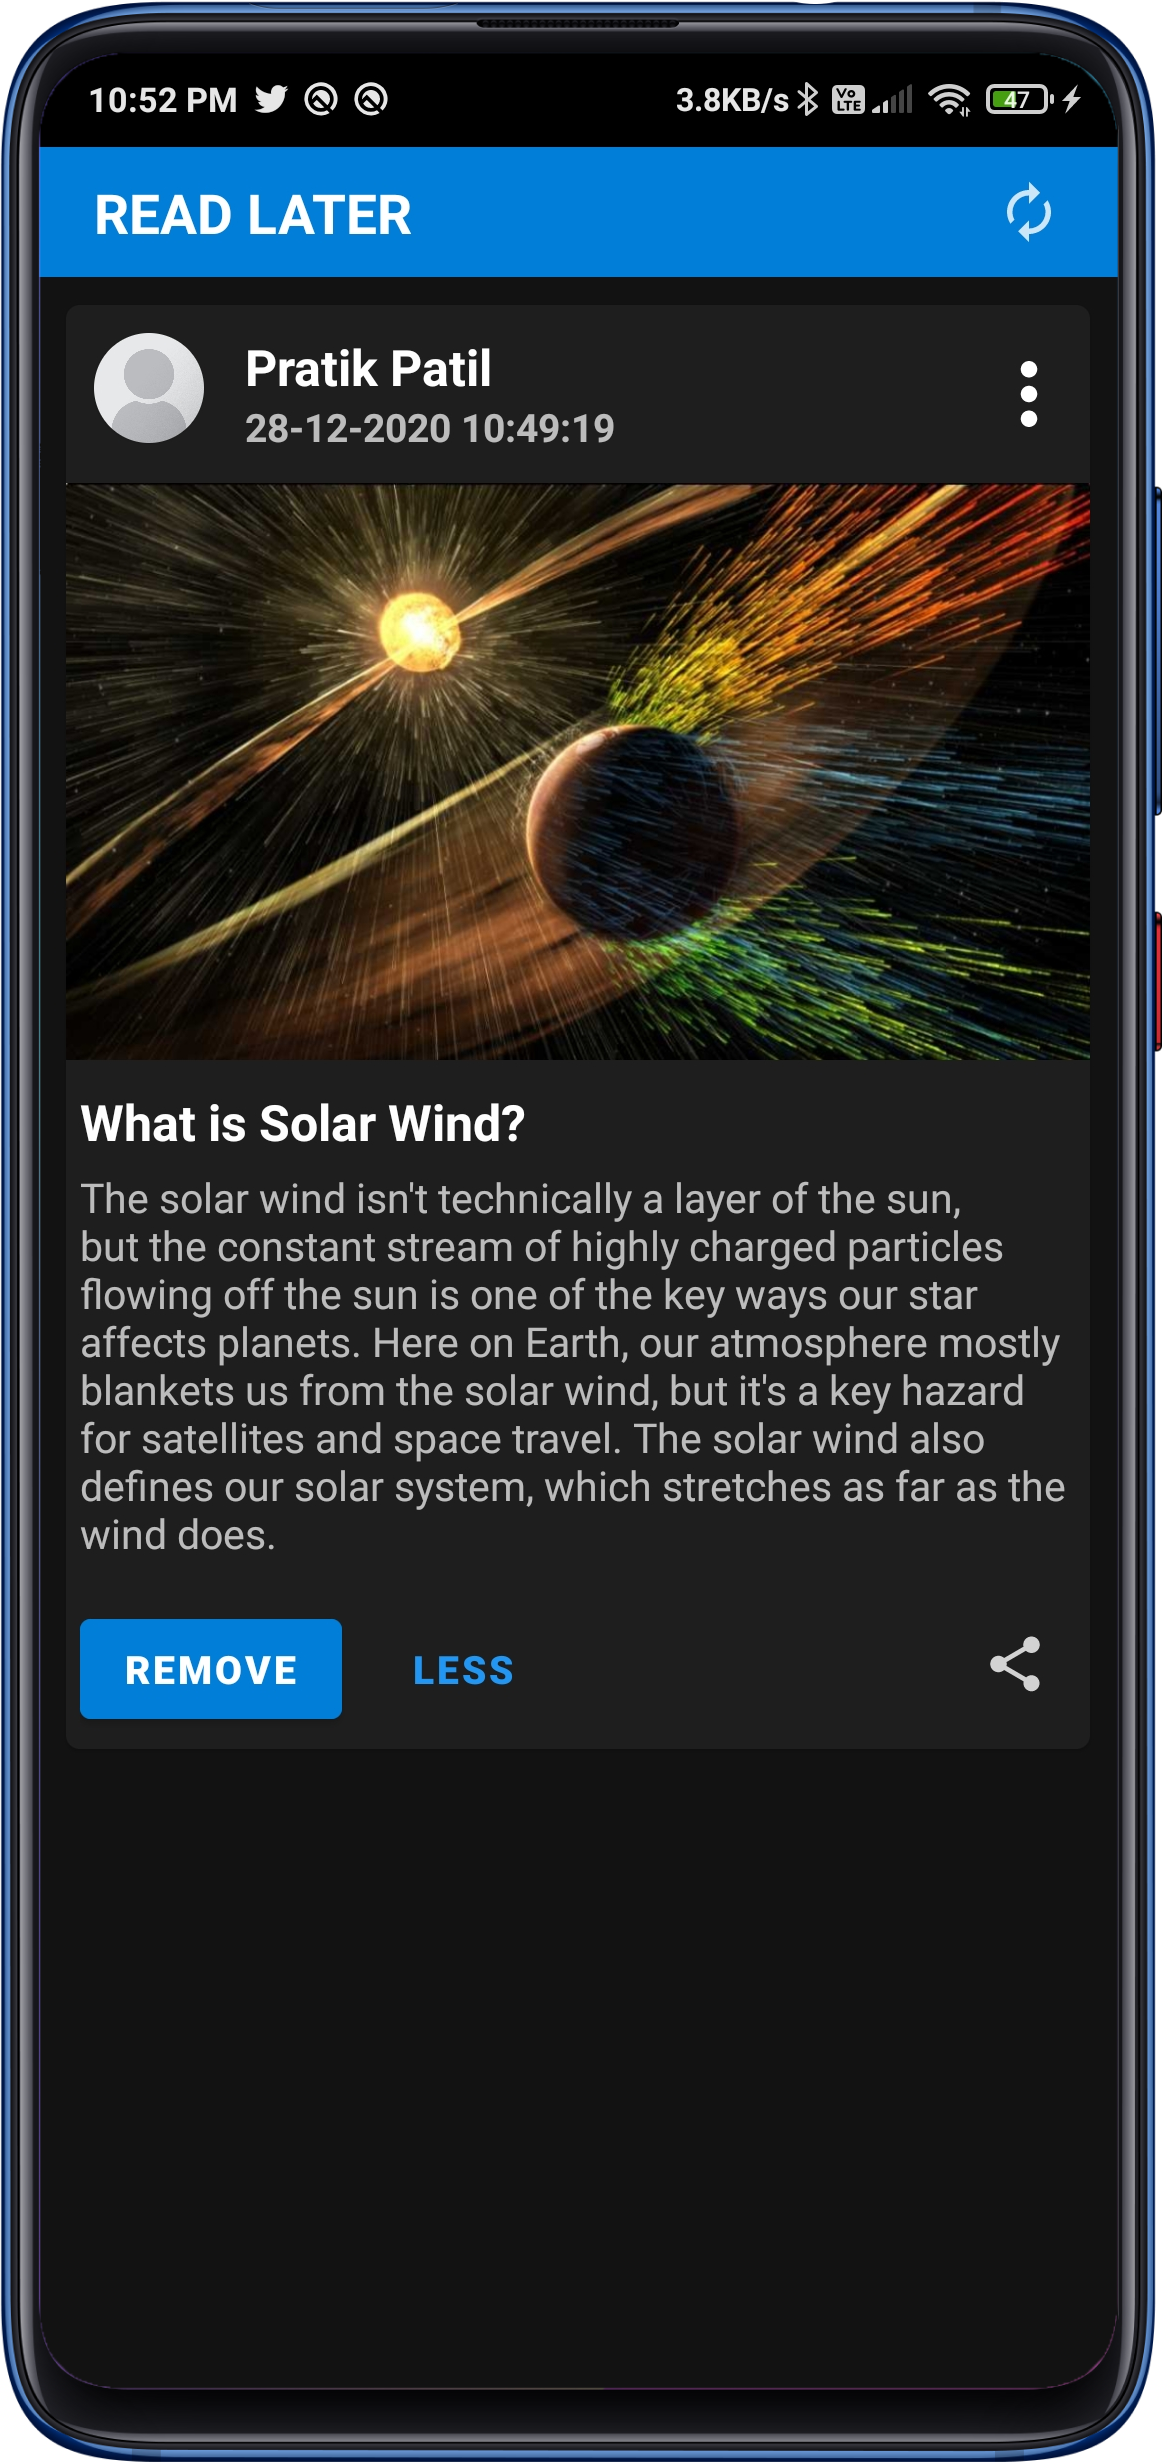 10:52 PM 3.8KB/s Vo LTE 47
READ LATER
Pratik Patil
28-12-2020 10:49:19
What is Solar Wind?
The solar wind isn't technically a layer of the sun,
but the constant stream of highly charged particles
flowing off the sun is one of the key ways our star
affects planets. Here on Earth, our atmosphere mostly
blankets us from the solar wind, but it's a key hazard
for satellites and space travel. The solar wind also
defines our solar system, which stretches as far as the
wind does.
REMOVE LESS